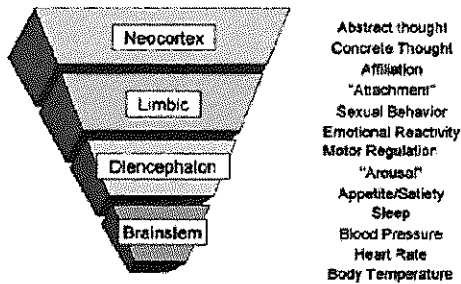 Neocortex
Limbic
Diencephalon
Brainstem
Abstract thought
Concrete Thought
Affiliation
"Attachment"
Sexual Behavior
Emotional Reactivity
Motor Regulation
"Arousal"
Appetite/Satiety
Sleep
Blood Pressure
Heart Rate
Body Temperature